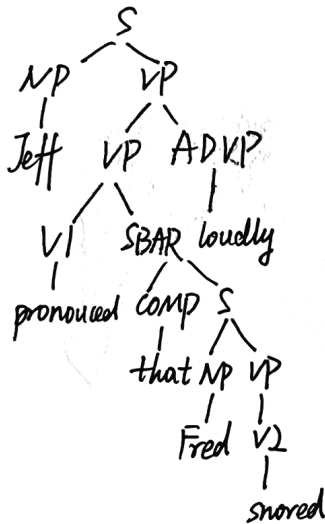 S
NP VP
Jeff VP ADVP
V1 SBAR loudly
pronouced COMP S
that NP VP
Fred V2
snored